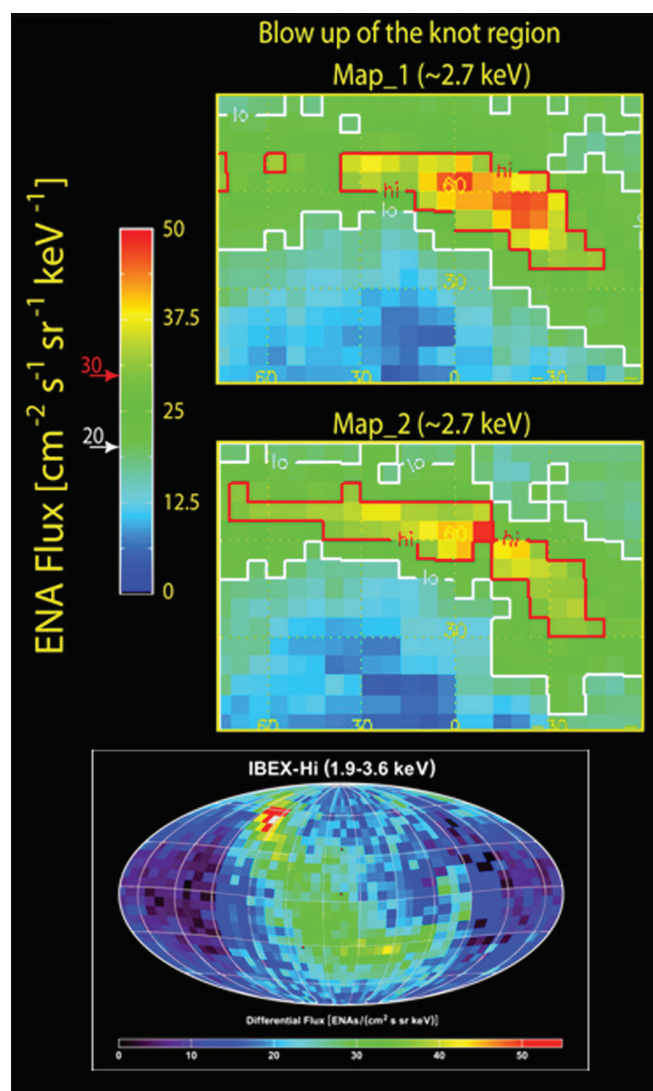 Blow up of the knot region
Map_1 (~2.7 keV)
lo
lo
hi
60
hi
lo
30
60 30 0 -30
ENA Flux [cm⁻² s⁻¹ sr⁻¹ keV⁻¹]
50
37.5
30
25
20
12.5
0
Map_2 (~2.7 keV)
lo
lo
hi
60
hi
lo
30
60 30 0 -30
IBEX-Hi (1.9-3.6 keV)
Differential Flux [ENAs/(cm² s sr keV)]
0 10 20 30 40 50